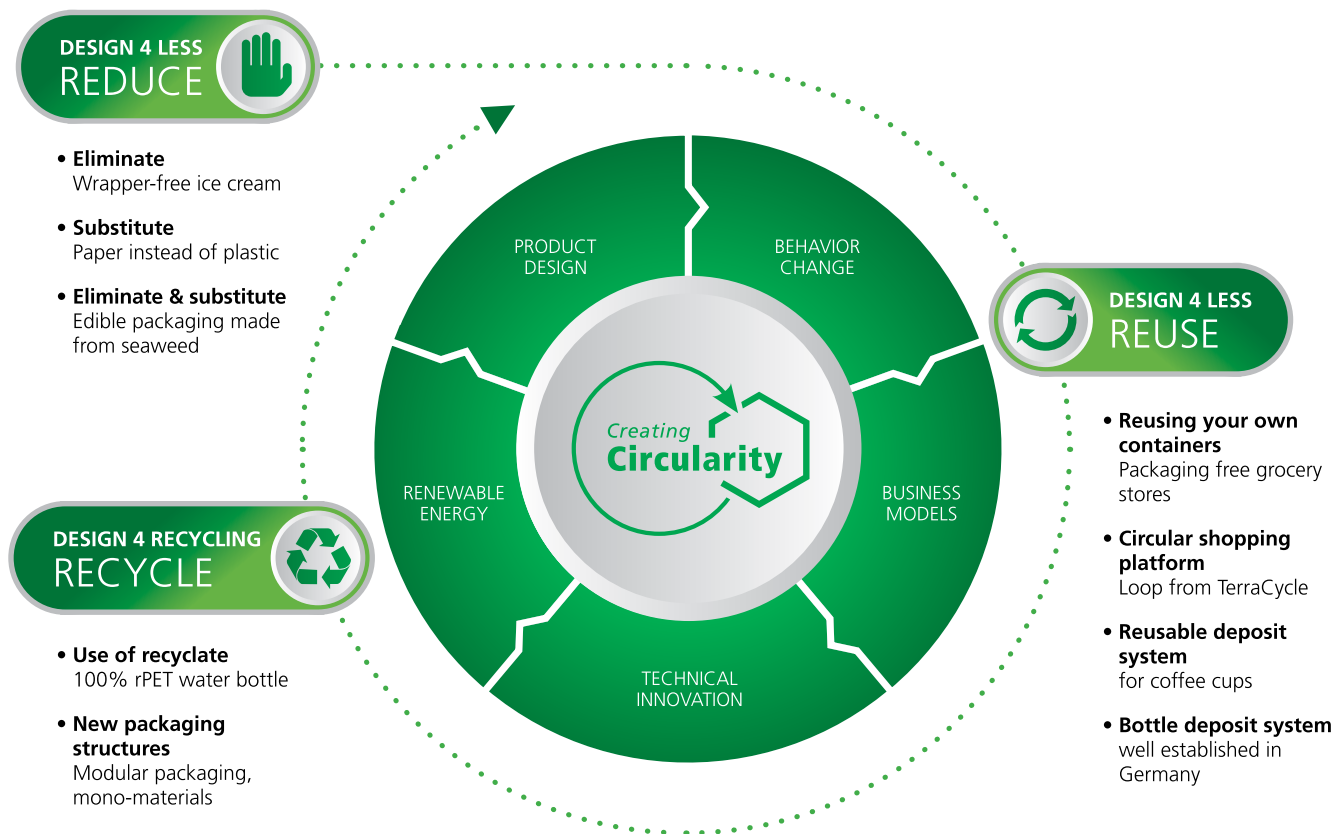 DESIGN 4 LESS
REDUCE
• Eliminate
Wrapper-free ice cream
• Substitute
Paper instead of plastic
• Eliminate & substitute
Edible packaging made
from seaweed
PRODUCT
DESIGN
BEHAVIOR
CHANGE
RENEWABLE
ENERGY
BUSINESS
MODELS
TECHNICAL
INNOVATION
Creating
Circularity
DESIGN 4 LESS
REUSE
• Reusing your own
containers
Packaging free grocery
stores
• Circular shopping
platform
Loop from TerraCycle
• Reusable deposit
system
for coffee cups
• Bottle deposit system
well established in
Germany
DESIGN 4 RECYCLING
RECYCLE
• Use of recyclate
100% rPET water bottle
• New packaging
structures
Modular packaging,
mono-materials